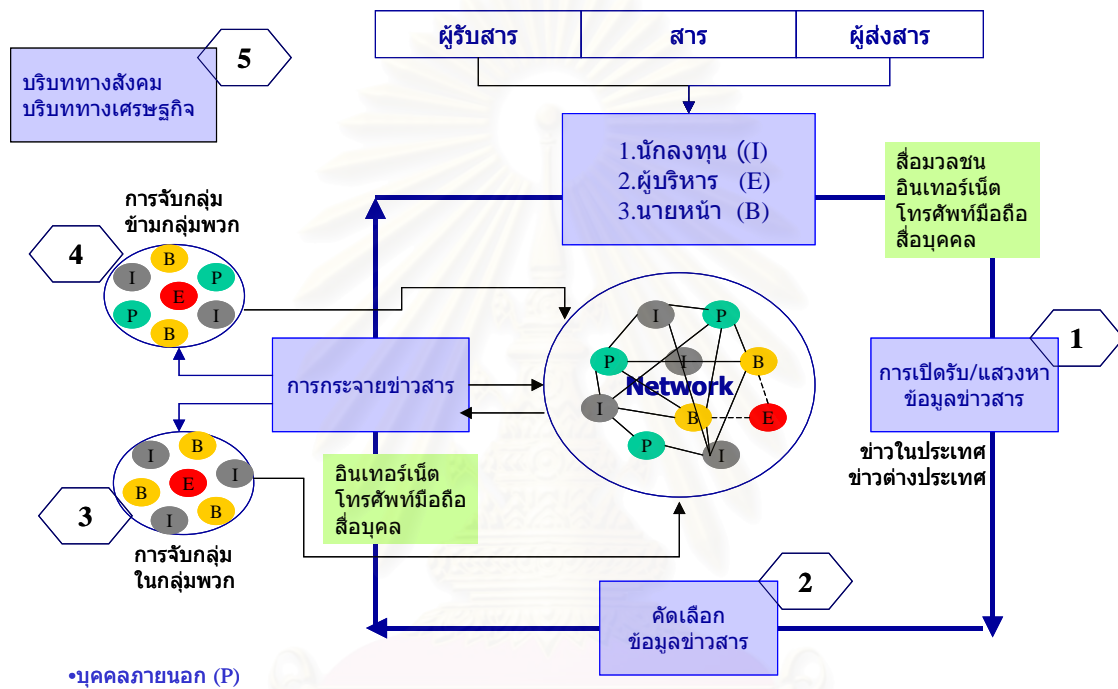 ผู้รับสาร สาร ผู้ส่งสาร
5
บริบททางสังคม
บริบททางเศรษฐกิจ
1.นักลงทุน ((I)
2.ผู้บริหาร (E)
3.นายหน้า (B)
สื่อมวลชน
อินเทอร์เน็ต
โทรศัพท์มือถือ
สื่อบุคคล
การจับกลุ่ม
ข้ามกลุ่มพวก
4
B
I
P
E
P
I
B
1
การเปิดรับ/แสวงหา
ข้อมูลข่าวสาร
ข่าวในประเทศ
ข่าวต่างประเทศ
การกระจายข่าวสาร
I
P
P
I
B
Network
I
B
E
P
I
B
I
I
E
B
B
I
3
การจับกลุ่ม
ในกลุ่มพวก
อินเทอร์เน็ต
โทรศัพท์มือถือ
สื่อบุคล
2
คัดเลือก
ข้อมูลข่าวสาร
•บุคคลภายนอก (P)